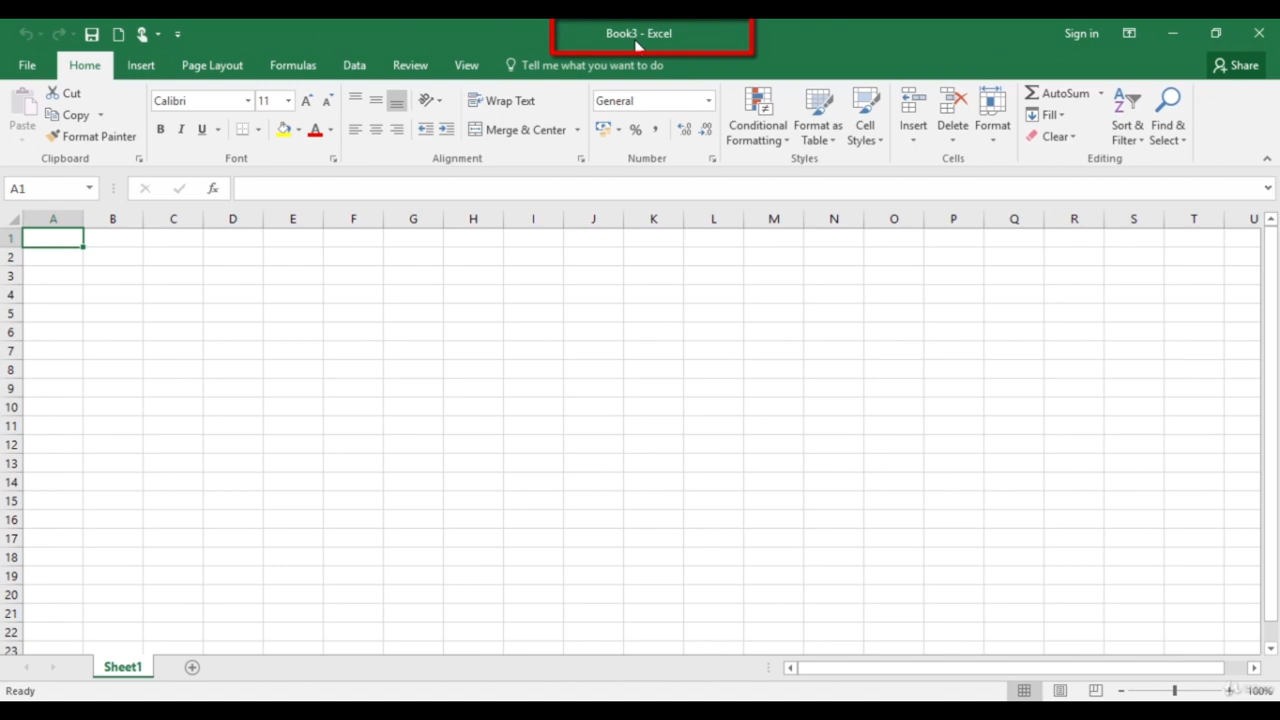 Book3 - Excel
Sign in
File Home Insert Page Layout Formulas Data Review View Tell me what you want to do Share
Paste
Cut
Copy
Format Painter
Clipboard
Calibri 11 A A
B I U A
Font
Wrap Text
Merge & Center
Alignment
General
% ,
Number
Conditional
Formatting
Format as
Table
Cell
Styles
Styles
Insert Delete Format
Cells
AutoSum
Fill
Clear
Sort &
Filter
Find &
Select
Editing
A1 fx
A B C D E F G H I J K L M N O P Q R S T U
1
2
3
4
5
6
7
8
9
10
11
12
13
14
15
16
17
18
19
20
21
22
23
Sheet1
Ready 100%